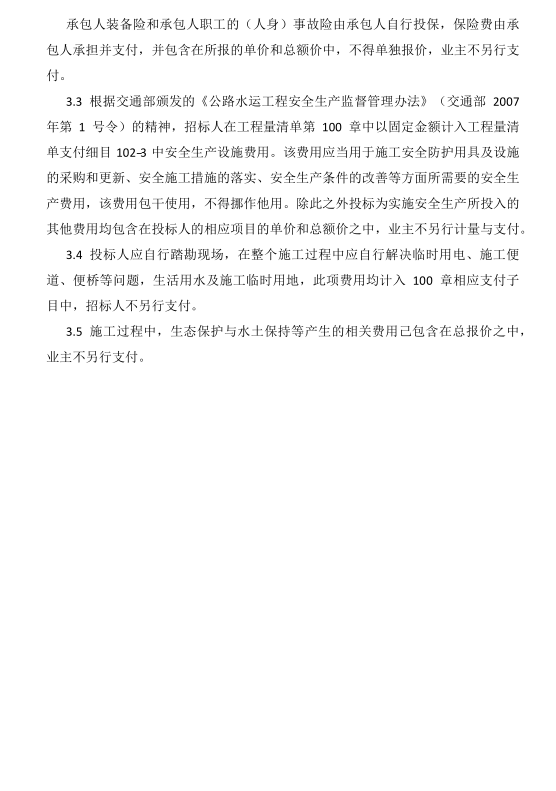 承包人装备险和承包人职工的（人身）事故险由承包人自行投保，保险费由承
包人承担并支付，并包含在所报的单价和总额价中，不得单独报价，业主不另行支
付。
3.3 根据交通部颁发的《公路水运工程安全生产监督管理办法》（交通部 2007
年第 1 号令）的精神，招标人在工程量清单第 100 章中以固定金额计入工程量清
单支付细目 102-3 中安全生产设施费用。该费用应当用于施工安全防护用具及设施
的采购和更新、安全施工措施的落实、安全生产条件的改善等方面所需要的安全生
产费用，该费用包干使用，不得挪作他用。除此之外投标为实施安全生产所投入的
其他费用均包含在投标人的相应项目的单价和总额价之中，业主不另行计量与支付。
3.4 投标人应自行踏勘现场，在整个施工过程中应自行解决临时用电、施工便
道、便桥等问题，生活用水及施工临时用地，此项费用均计入 100 章相应支付子
目中，招标人不另行支付。
3.5 施工过程中，生态保护与水土保持等产生的相关费用己包含在总报价之中，
业主不另行支付。